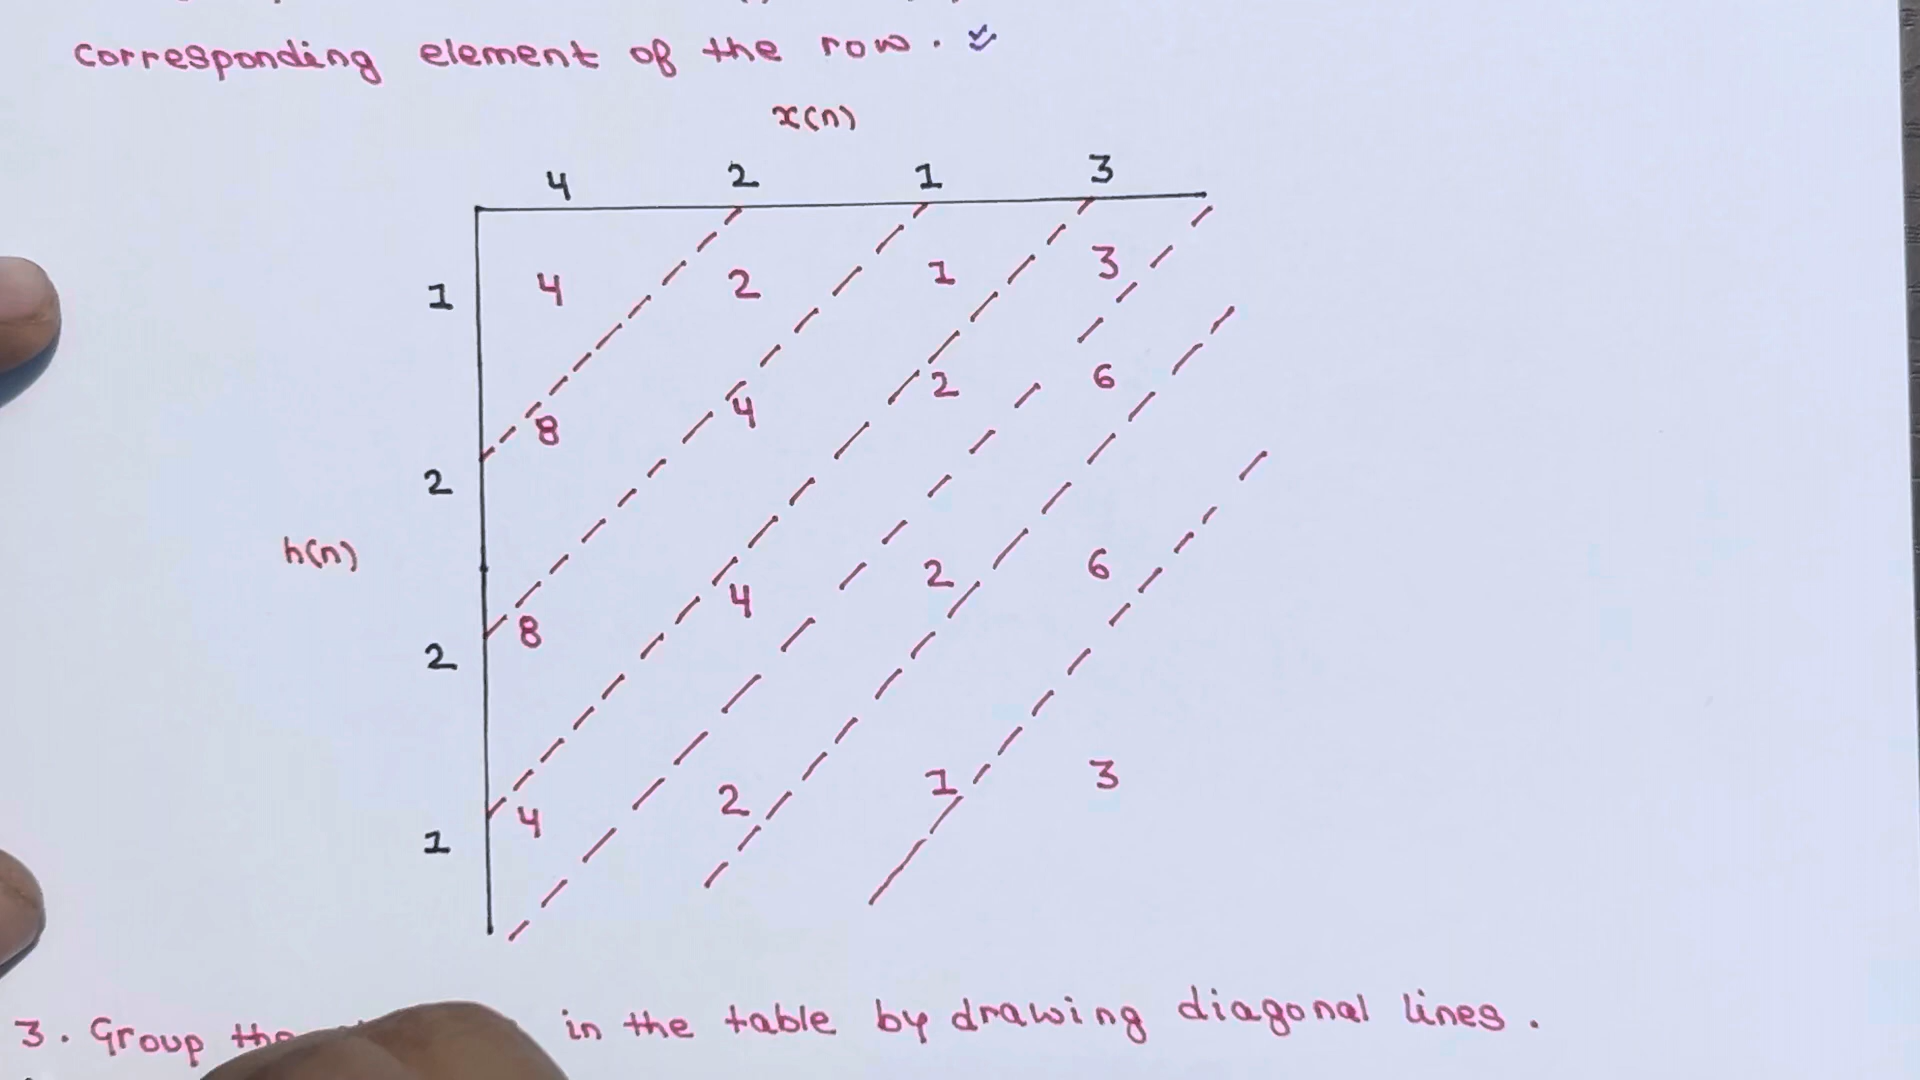 corresponding element of the row.
x(n)
4 2 1 3
1 4 2 1 3
2 8 4 2 6
h(n)
2 8 4 2 6
1 4 2 1 3
3. Group the in the table by drawing diagonal lines.